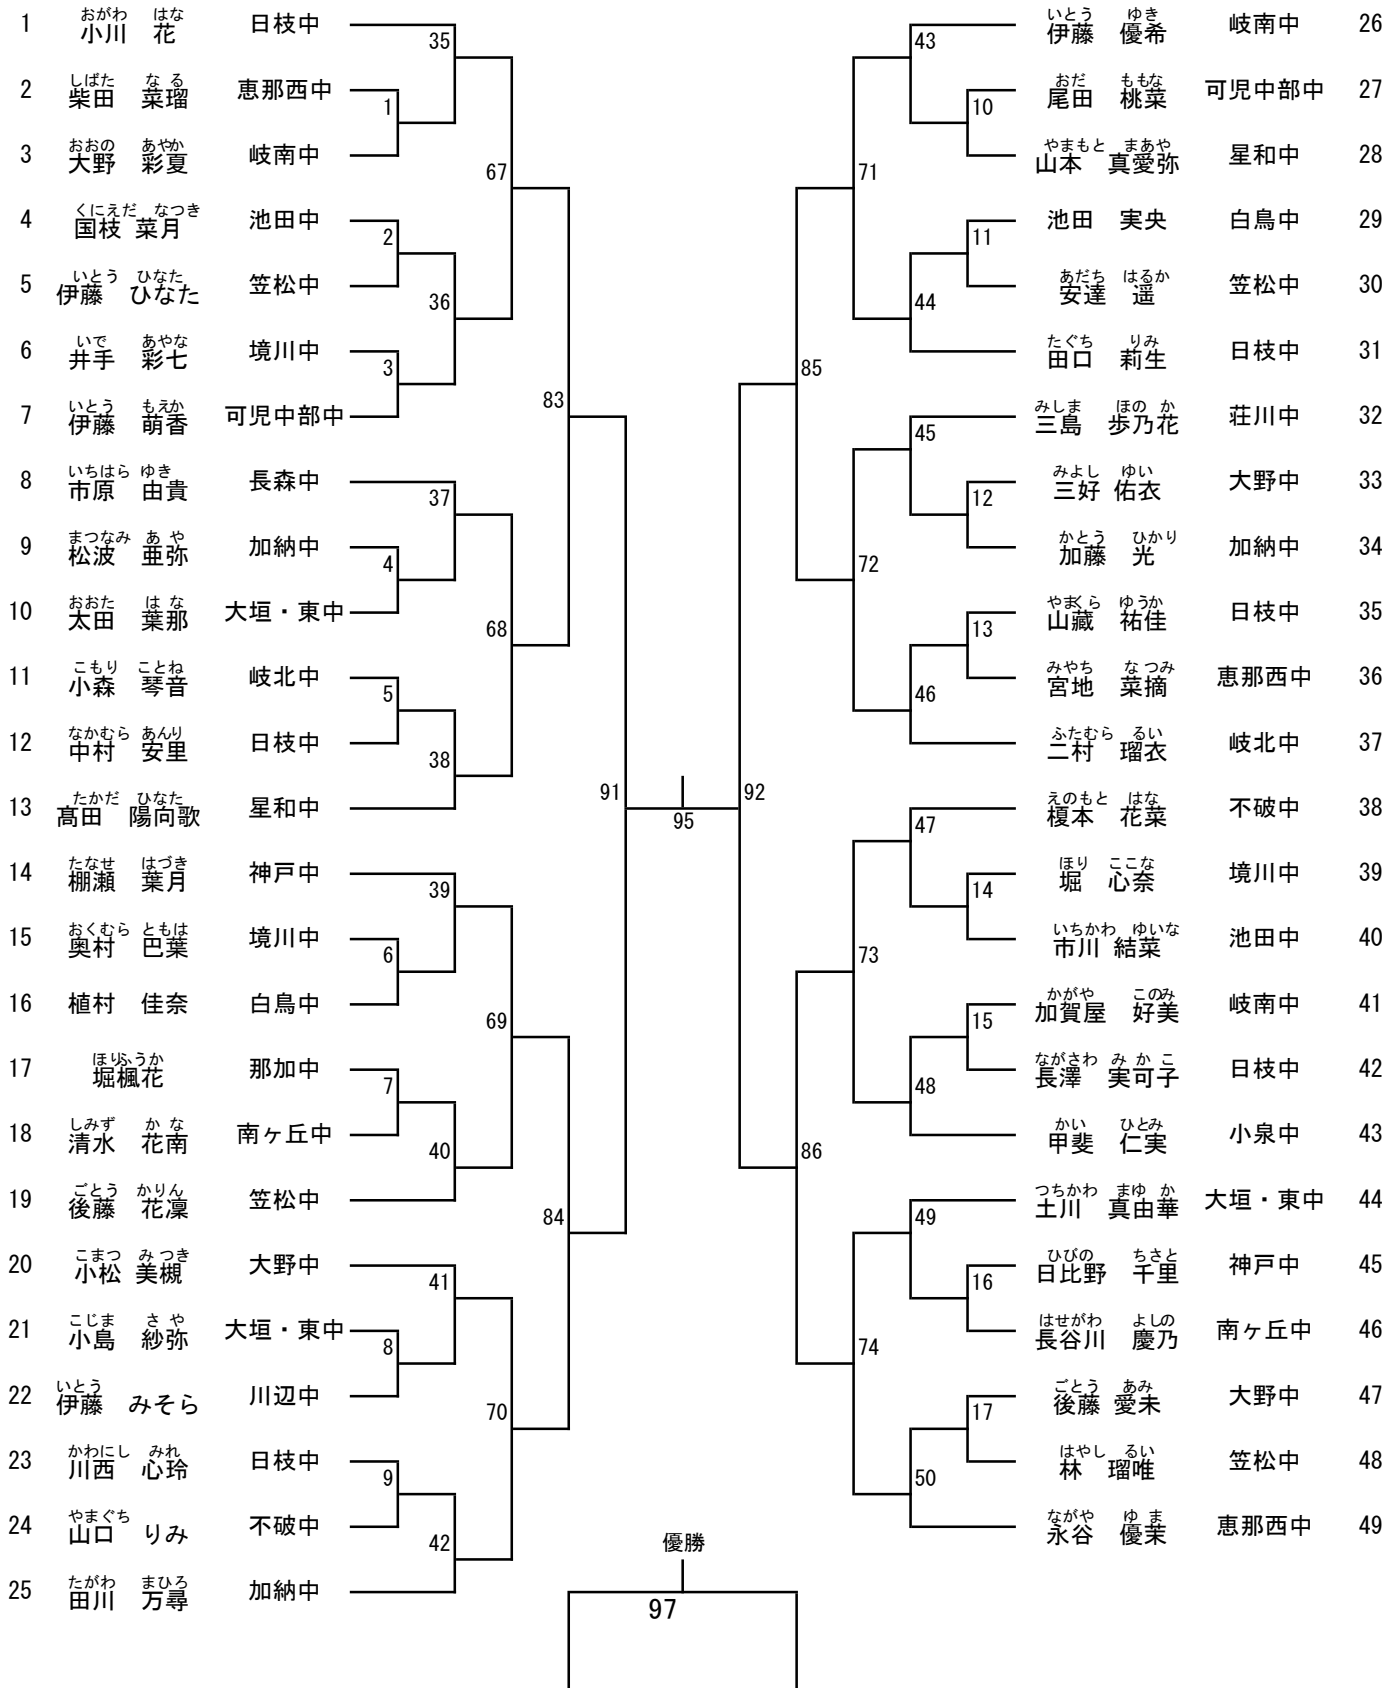 1 おがわ はな 小川 花 日枝中
2 しばた なる 柴田 菜瑠 恵那西中
3 おおの あやか 大野 彩夏 岐南中
4 くにえだ なつき 国枝 菜月 池田中
5 いとう ひなた 伊藤 ひなた 笠松中
6 いで あやな 井手 彩七 境川中
7 いとう もえか 伊藤 萌香 可児中部中
8 いちはら ゆき 市原 由貴 長森中
9 まつなみ あや 松波 亜弥 加納中
10 おおた はな 太田 葉那 大垣・東中
11 こもり ことね 小森 琴音 岐北中
12 なかむら あんり 中村 安里 日枝中
13 たかだ ひなた 髙田 陽向歌 星和中
14 たなせ はづき 棚瀬 葉月 神戸中
15 おくむら ともは 奥村 巴葉 境川中
16 植村 佳奈 白鳥中
17 ほりふうか 堀楓花 那加中
18 しみず かな 清水 花南 南ヶ丘中
19 ごとう かりん 後藤 花凜 笠松中
20 こまつ みつき 小松 美槻 大野中
21 こじま さや 小島 紗弥 大垣・東中
22 いとう 伊藤 みそら 川辺中
23 かわにし みれ 川西 心玲 日枝中
24 やまぐち 山口 りみ 不破中
25 たがわ まひろ 田川 万尋 加納中
1
2
3
4
5
6
7
8
9
35
36
37
38
39
40
41
42
67
68
69
70
83
84
91
95
92
85
86
71
72
73
74
43
44
45
46
47
48
49
50
10
11
12
13
14
15
16
17
いとう ゆき 伊藤 優希 岐南中 26
おだ ももな 尾田 桃菜 可児中部中 27
やまもと まあや 山本 真愛弥 星和中 28
池田 実央 白鳥中 29
あだち はるか 安達 遥 笠松中 30
たぐち りみ 田口 莉生 日枝中 31
みしま ほのか 三島 歩乃花 荘川中 32
みよし ゆい 三好 佑衣 大野中 33
かとう ひかり 加藤 光 加納中 34
やまくら ゆうか 山藏 祐佳 日枝中 35
みやち なつみ 宮地 菜摘 恵那西中 36
ふたむら るい 二村 瑠衣 岐北中 37
えのもと はな 榎本 花菜 不破中 38
ほり ここな 堀 心奈 境川中 39
いちかわ ゆいな 市川 結菜 池田中 40
かがや このみ 加賀屋 好美 岐南中 41
ながさわ みかこ 長澤 実可子 日枝中 42
かい ひとみ 甲斐 仁実 小泉中 43
つちかわ まゆか 土川 真由華 大垣・東中 44
ひびの ちさと 日比野 千里 神戸中 45
はせがわ よしの 長谷川 慶乃 南ヶ丘中 46
ごとう あみ 後藤 愛未 大野中 47
はやし るい 林 瑠唯 笠松中 48
ながや ゆま 永谷 優茉 恵那西中 49
優勝
97